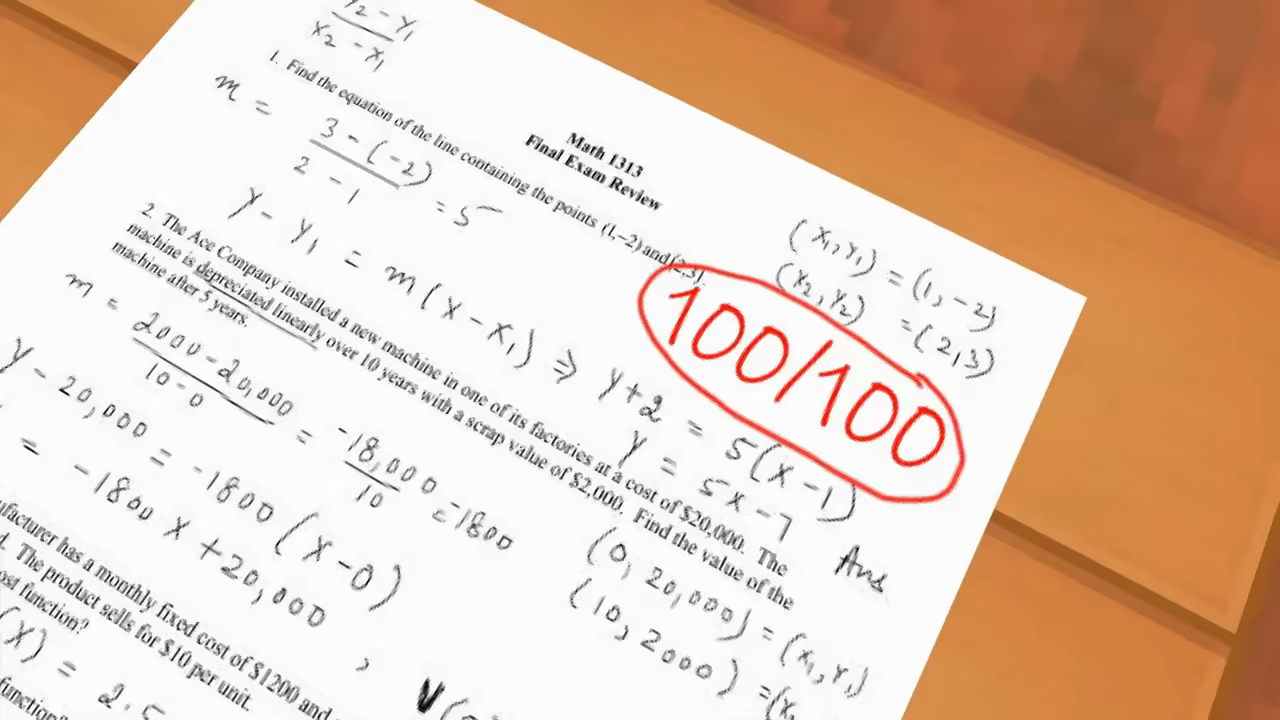 Y2 - Y1
X2 - X1
Math 1313
Final Exam Review
1. Find the equation of the line containing the points (1,−2) and (2,3).
m =
3 - (-2)
2 - 1
= 5
(X1, Y1) = (1, -2)
(X2, Y2) = (2, 3)
100/100
Y - Y1 = m(X - X1) ⇒ Y + 2 = 5(X - 1)
Y = 5X - 7
Ans
2. The Ace Company installed a new machine in one of its factories at a cost of $20,000. The
machine is depreciated linearly over 10 years with a scrap value of $2,000. Find the value of the
machine after 5 years.
m =
2000 - 20,000
10 - 0
=
-18,000
10
= -1800
(0, 20,000) = (X1, Y1)
(10, 2000) = (X
Y - 20,000 = -1800 (X - 0)
= -1800 X + 20,000 , V(
ufacturer has a monthly fixed cost of $1200 and
d. The product sells for $10 per unit.
ost function?
(X) = 2.5
function?